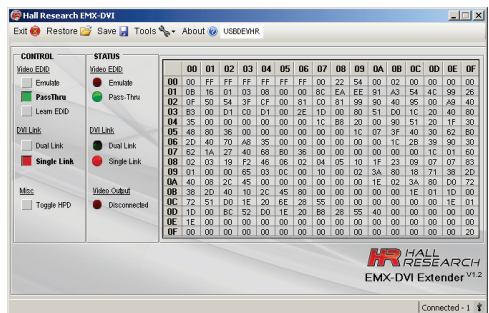 Hall Research EMX-DVI
Exit Restore Save Tools About USBDEVHR
CONTROL
Video EDID
Emulate
PassThru
Learn EDID
DVI Link
Dual Link
Single Link
Misc
Toggle HPD
STATUS
Video EDID
Emulate
Pass-Thru
DVI Link
Dual Link
Single Link
Video Output
Disconnected
00 01 02 03 04 05 06 07 08 09 0A 0B 0C 0D 0E 0F
00 00 FF FF FF FF FF FF 00 22 54 00 02 00 00 00 00
01 0B 16 01 03 08 00 00 8C EA EE 91 A3 54 4C 99 26
02 0F 50 54 3F CF 00 81 C0 81 99 90 40 95 00 A9 40
03 B3 00 D1 C0 D1 00 2E 1D 00 80 51 D0 1C 20 40 80
04 35 00 00 00 00 00 00 1C B8 20 00 90 51 20 1F 30
05 48 80 36 00 00 00 00 00 00 1C 07 3F 40 30 62 B0
06 2D 40 70 A8 35 00 00 00 00 00 00 1C 2B 39 90 30
07 62 1A 27 40 68 B0 36 00 00 00 00 00 00 1C 01 60
08 02 03 19 F2 46 06 02 04 05 10 1F 23 09 07 07 83
09 01 00 00 65 03 0C 00 10 00 02 3A 80 18 71 38 2D
0A 40 08 2C 45 00 00 00 00 00 00 1E 02 3A 80 D0 72
0B 38 2D 40 10 2C 45 80 00 00 00 00 00 1E 01 1D 00
0C 72 51 D0 1E 20 6E 28 55 00 00 00 00 00 00 1E 01
0D 1D 00 BC 52 D0 1E 20 B8 28 55 40 00 00 00 00 00
0E 1E 00 00 00 00 00 00 00 00 00 00 00 00 00 00 00
0F 00 00 00 00 00 00 00 00 00 00 00 00 00 00 00 20
HR HALL
RESEARCH
EMX-DVI Extender V1.2
Connected - 1